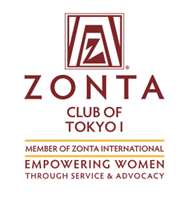 ZONTA
CLUB OF
TOKYO I
MEMBER OF ZONTA INTERNATIONAL
EMPOWERING WOMEN
THROUGH SERVICE & ADVOCACY